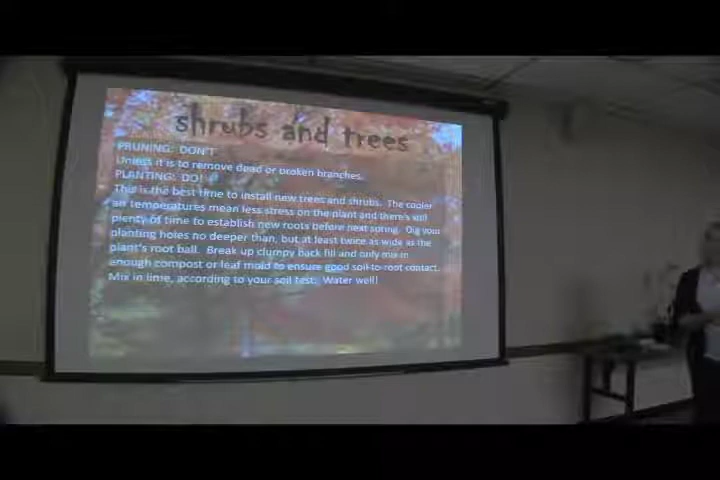 shrubs and trees
PRUNING: DON'T
Unless it is to remove dead or broken branches.
PLANTING: DO!
This is the best time to install new trees and shrubs. The cooler
air temperatures mean less stress on the plant and there's still
plenty of time to establish new roots before next spring. Dig your
planting holes no deeper than, but at least twice as wide as the
plant's root ball. Break up clumpy back fill and only mix in
enough compost or leaf mold to ensure good soil-to-root contact.
Mix in lime, according to your soil test. Water well!